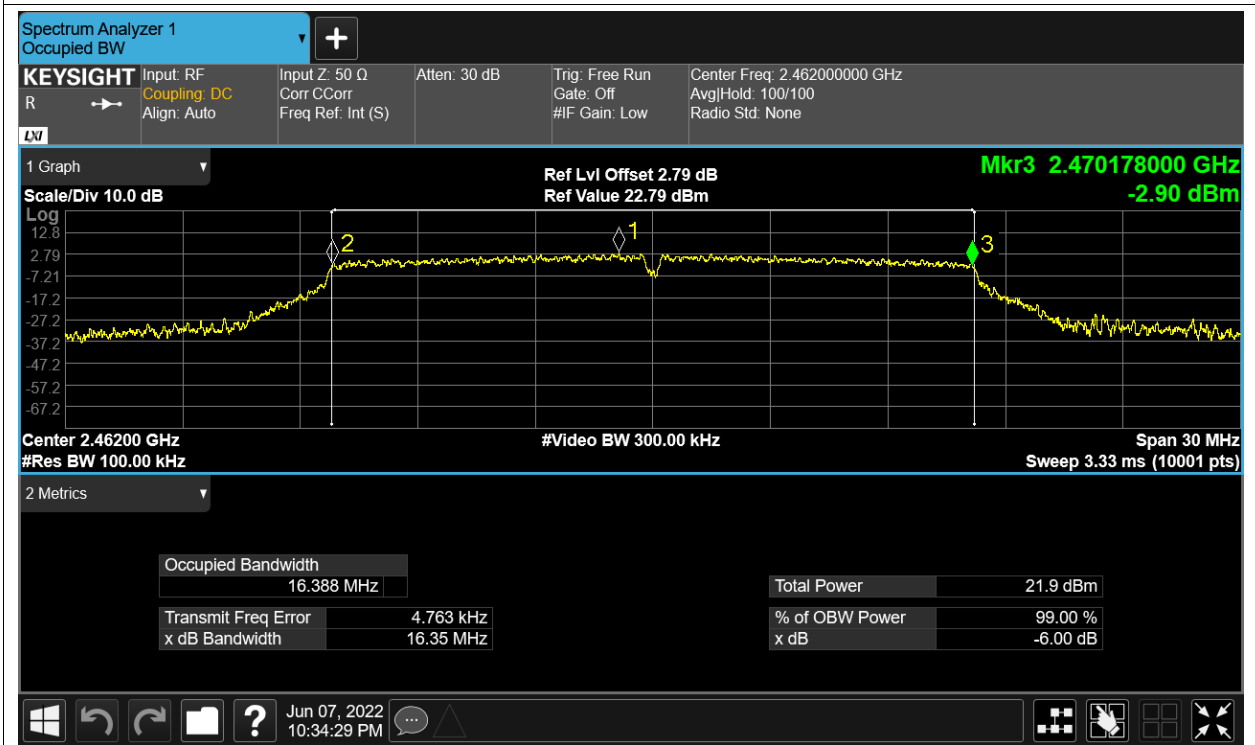 Spectrum Analyzer 1
Occupied BW
KEYSIGHT
R
LXI
Input: RF
Coupling: DC
Align: Auto
Input Z: 50 Ω
Corr CCorr
Freq Ref: Int (S)
Atten: 30 dB
Trig: Free Run
Gate: Off
#IF Gain: Low
Center Freq: 2.462000000 GHz
Avg|Hold: 100/100
Radio Std: None
1 Graph
Scale/Div 10.0 dB
Ref Lvl Offset 2.79 dB
Ref Value 22.79 dBm
Mkr3 2.470178000 GHz
-2.90 dBm
Log
12.8
2.79
-7.21
-17.2
-27.2
-37.2
-47.2
-57.2
-67.2
2
1
3
Center 2.46200 GHz
#Res BW 100.00 kHz
#Video BW 300.00 kHz
Span 30 MHz
Sweep 3.33 ms (10001 pts)
2 Metrics
Occupied Bandwidth
16.388 MHz
Transmit Freq Error 4.763 kHz
x dB Bandwidth 16.35 MHz
Total Power 21.9 dBm
% of OBW Power 99.00 %
x dB -6.00 dB
?
Jun 07, 2022
10:34:29 PM